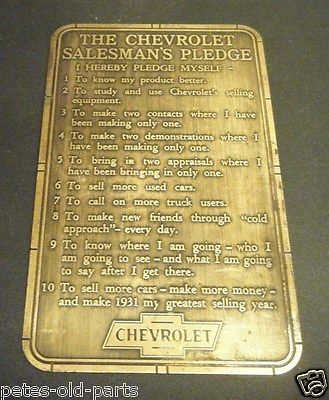 THE CHEVROLET
SALESMAN'S PLEDGE
I HEREBY PLEDGE MYSELF –
1 To know my product better.
2 To study and use Chevrolet's selling
equipment.
3 To make two contacts where I have
been making only one.
4 To make two demonstrations where I
have been making only one.
5 To bring in two appraisals where I
have been bringing in only one.
6 To sell more used cars.
7 To call on more truck users.
8 To make new friends through "cold
approach" – every day.
9 To know where I am going – who I
am going to see – and what I am going
to say after I get there.
10 To sell more cars – make more money –
and make 1931 my greatest selling year.
CHEVROLET
petes-old-parts